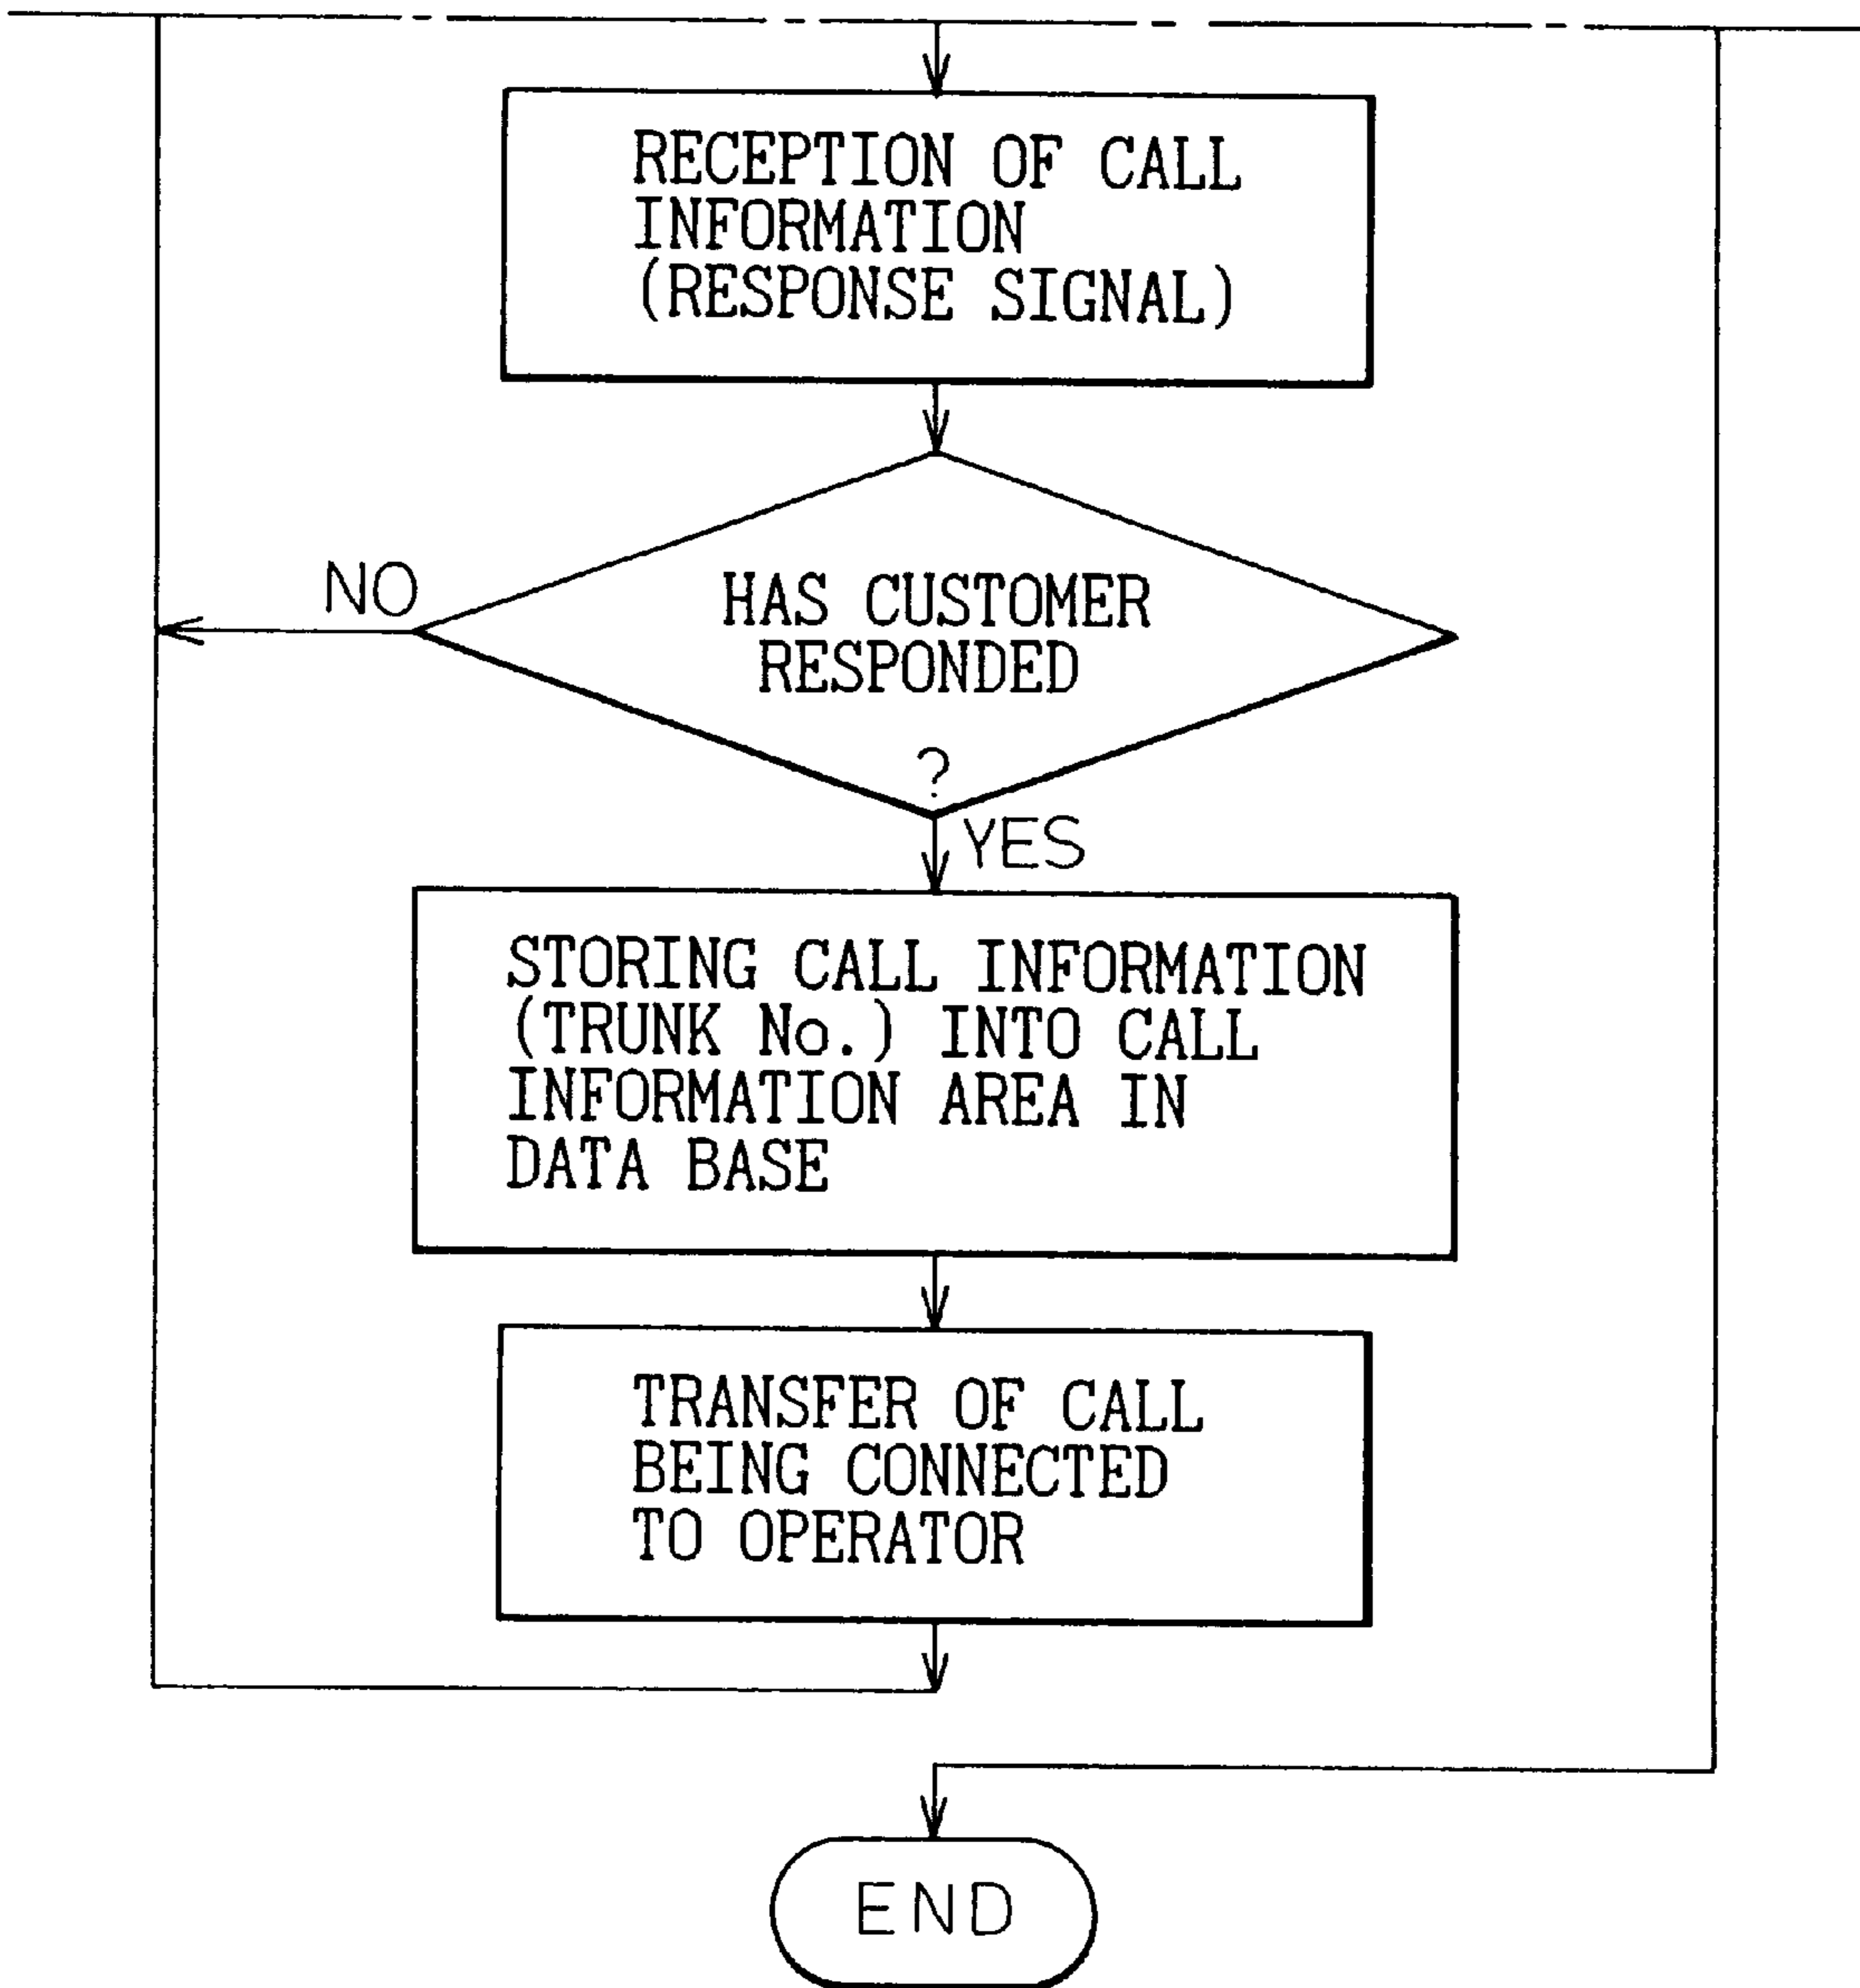 RECEPTION OF CALL
INFORMATION
(RESPONSE SIGNAL)
NO
HAS CUSTOMER
RESPONDED
?
YES
STORING CALL INFORMATION
(TRUNK No.) INTO CALL
INFORMATION AREA IN
DATA BASE
TRANSFER OF CALL
BEING CONNECTED
TO OPERATOR
END